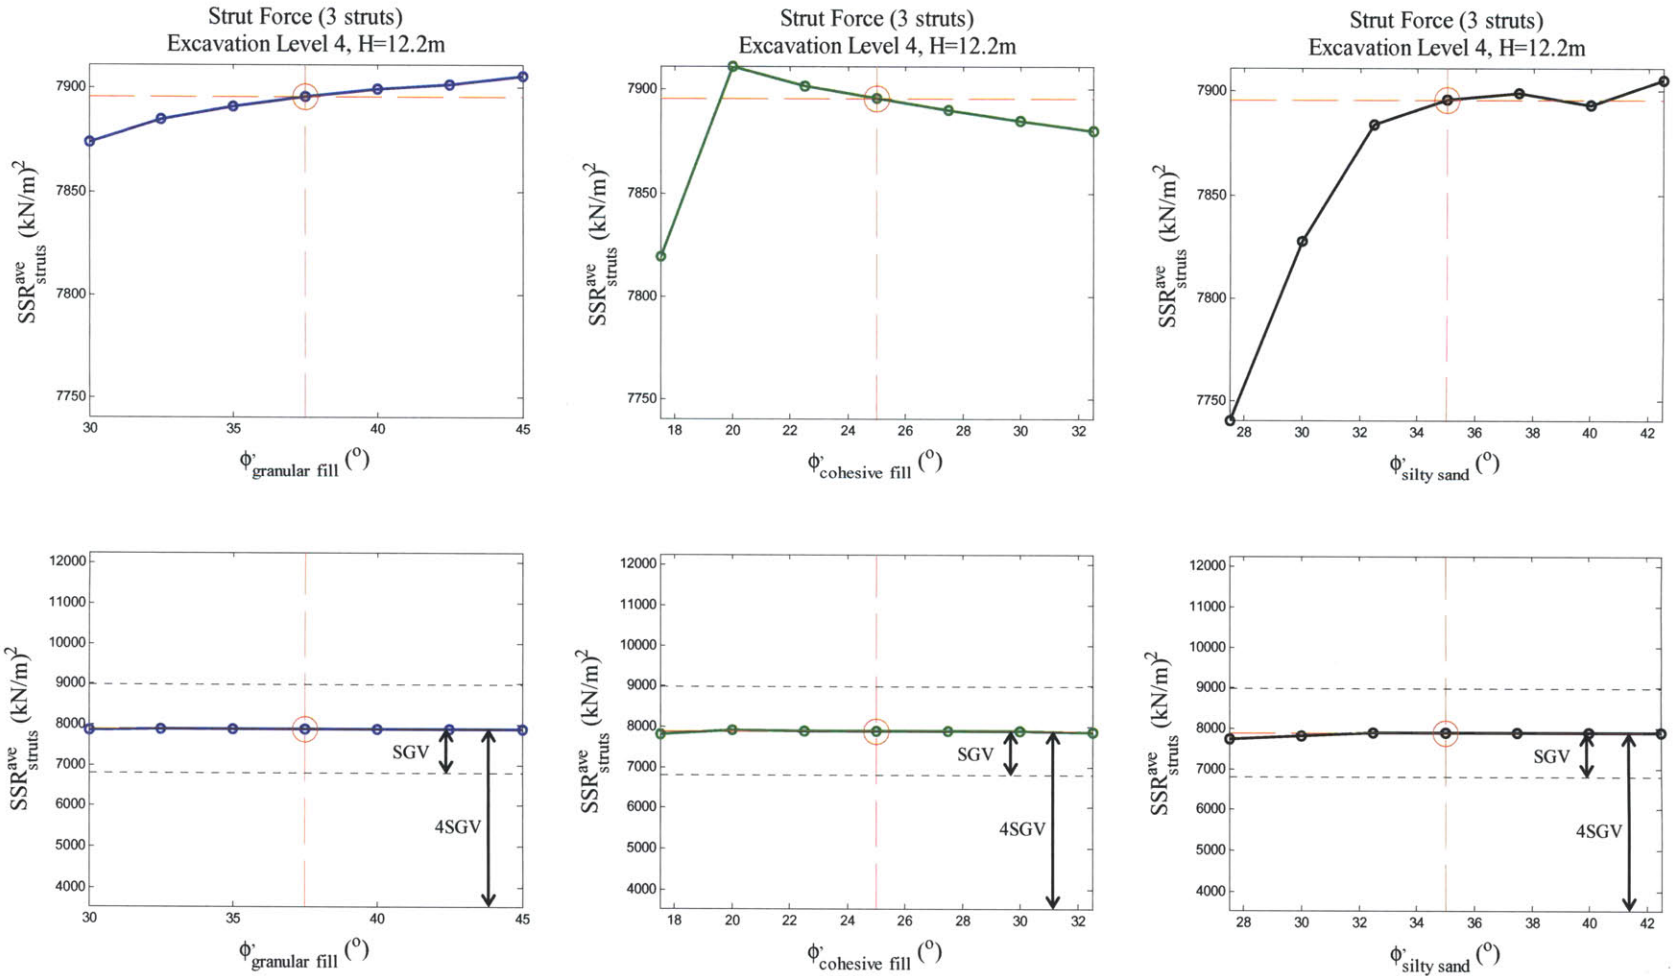 Strut Force (3 struts)
Excavation Level 4, H=12.2m
7900
7850
7800
7750
SSR^ave_struts (kN/m)^2
30 35 40 45
ϕ'granular fill (o)
Strut Force (3 struts)
Excavation Level 4, H=12.2m
7900
7850
7800
7750
SSR^ave_struts (kN/m)^2
18 20 22 24 26 28 30 32
ϕ'cohesive fill (o)
Strut Force (3 struts)
Excavation Level 4, H=12.2m
7900
7850
7800
7750
SSR^ave_struts (kN/m)^2
28 30 32 34 36 38 40 42
ϕ'silty sand (o)
12000
11000
10000
9000
8000
7000
6000
5000
4000
SSR^ave_struts (kN/m)^2
SGV
4SGV
30 35 40 45
ϕ'granular fill (o)
12000
11000
10000
9000
8000
7000
6000
5000
4000
SSR^ave_struts (kN/m)^2
SGV
4SGV
18 20 22 24 26 28 30 32
ϕ'cohesive fill (o)
12000
11000
10000
9000
8000
7000
6000
5000
4000
SSR^ave_struts (kN/m)^2
SGV
4SGV
28 30 32 34 36 38 40 42
ϕ'silty sand (o)